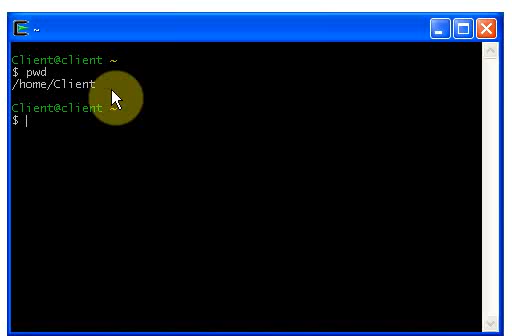 ~
Client@client ~
$ pwd
/home/Client
Client@client ~
$